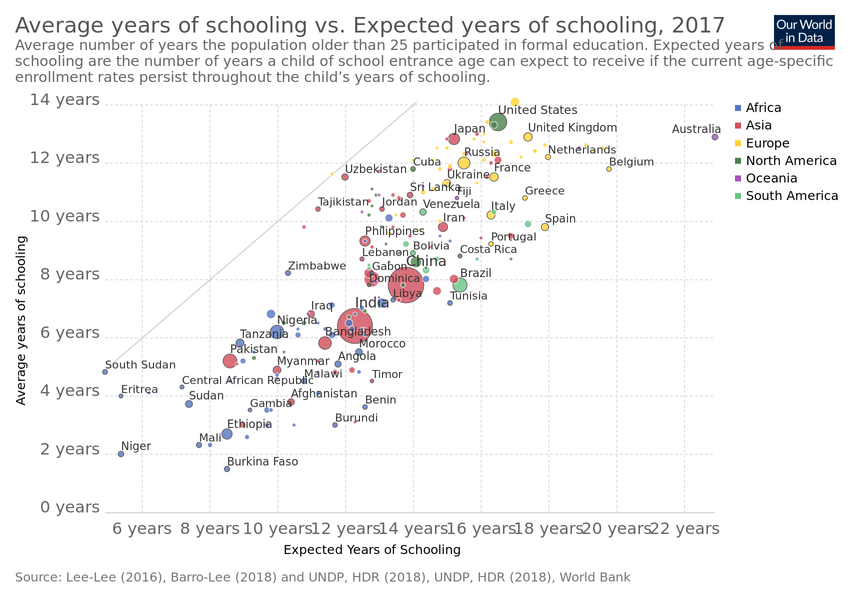 Average years of schooling vs. Expected years of schooling, 2017
Our World
in Data
Average number of years the population older than 25 participated in formal education. Expected years of
schooling are the number of years a child of school entrance age can expect to receive if the current age-specific
enrollment rates persist throughout the child’s years of schooling.
14 years
12 years
10 years
8 years
6 years
4 years
2 years
0 years
Average years of schooling
United States
Japan
United Kingdom
Australia
Netherlands
Russia
Cuba
France
Belgium
Uzbekistan
Ukraine
Sri Lanka
Fiji
Greece
Tajikistan
Jordan
Venezuela
Italy
Iran
Spain
Philippines
Portugal
Bolivia
Costa Rica
Lebanon
China
Zimbabwe
Gabon
Dominica
Brazil
Libya
Tunisia
India
Iraq
Nigeria
Tanzania
Bangladesh
Morocco
Pakistan
Angola
South Sudan
Myanmar
Malawi
Timor
Central African Republic
Eritrea
Sudan
Afghanistan
Gambia
Benin
Ethiopia
Burundi
Mali
Niger
Burkina Faso
6 years
8 years
10 years
12 years
14 years
16 years
18 years
20 years
22 years
Expected Years of Schooling
Africa
Asia
Europe
North America
Oceania
South America
Source: Lee-Lee (2016), Barro-Lee (2018) and UNDP, HDR (2018), UNDP, HDR (2018), World Bank